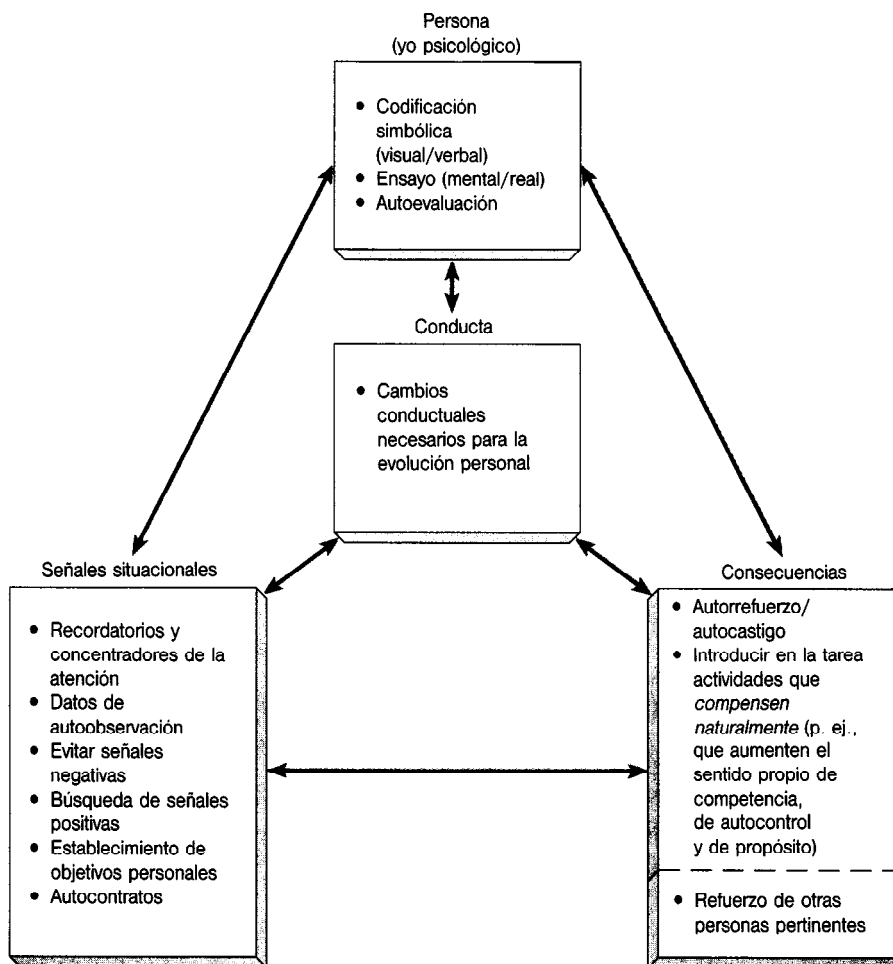 Persona
(yo psicológico)
• Codificación
simbólica
(visual/verbal)
• Ensayo (mental/real)
• Autoevaluación
Conducta
• Cambios
conductuales
necesarios para la
evolución personal
Señales situacionales
• Recordatorios y
concentradores de la
atención
• Datos de
autoobservación
• Evitar señales
negativas
• Búsqueda de señales
positivas
• Establecimiento de
objetivos personales
• Autocontratos
Consecuencias
• Autorrefuerzo/
autocastigo
• Introducir en la tarea
actividades que
compensen
naturalmente (p. ej.,
que aumenten el
sentido propio de
competencia,
de autocontrol
y de propósito)
• Refuerzo de otras
personas pertinentes